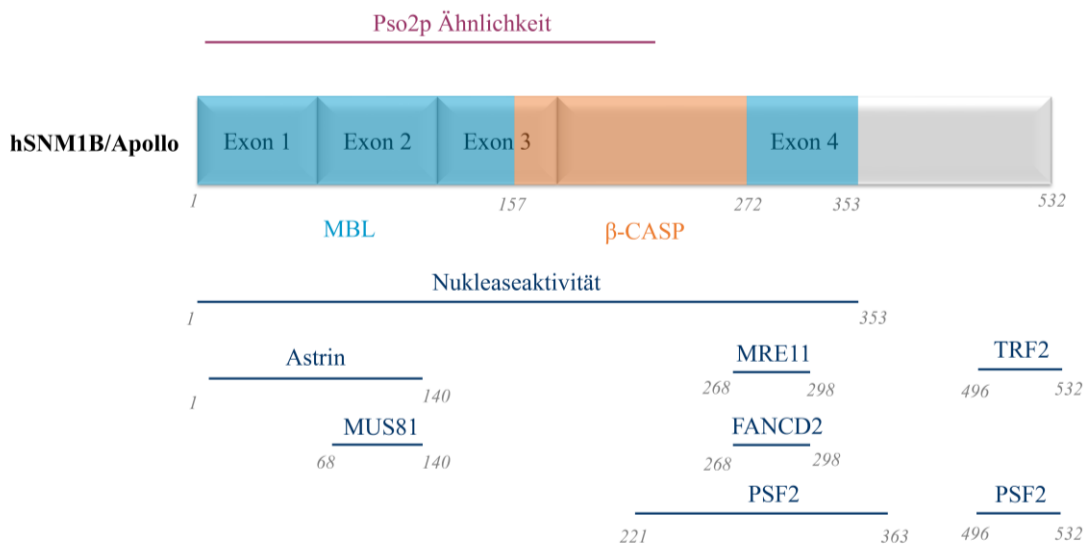 Pso2p Ähnlichkeit
hSNM1B/Apollo Exon 1 Exon 2 Exon 3 Exon 4
1 157 272 353 532
MBL β-CASP
Nukleaseaktivität
1 353
Astrin MRE11 TRF2
1 140 268 298 496 532
MUS81 FANCD2
68 140 268 298
PSF2 PSF2
221 363 496 532